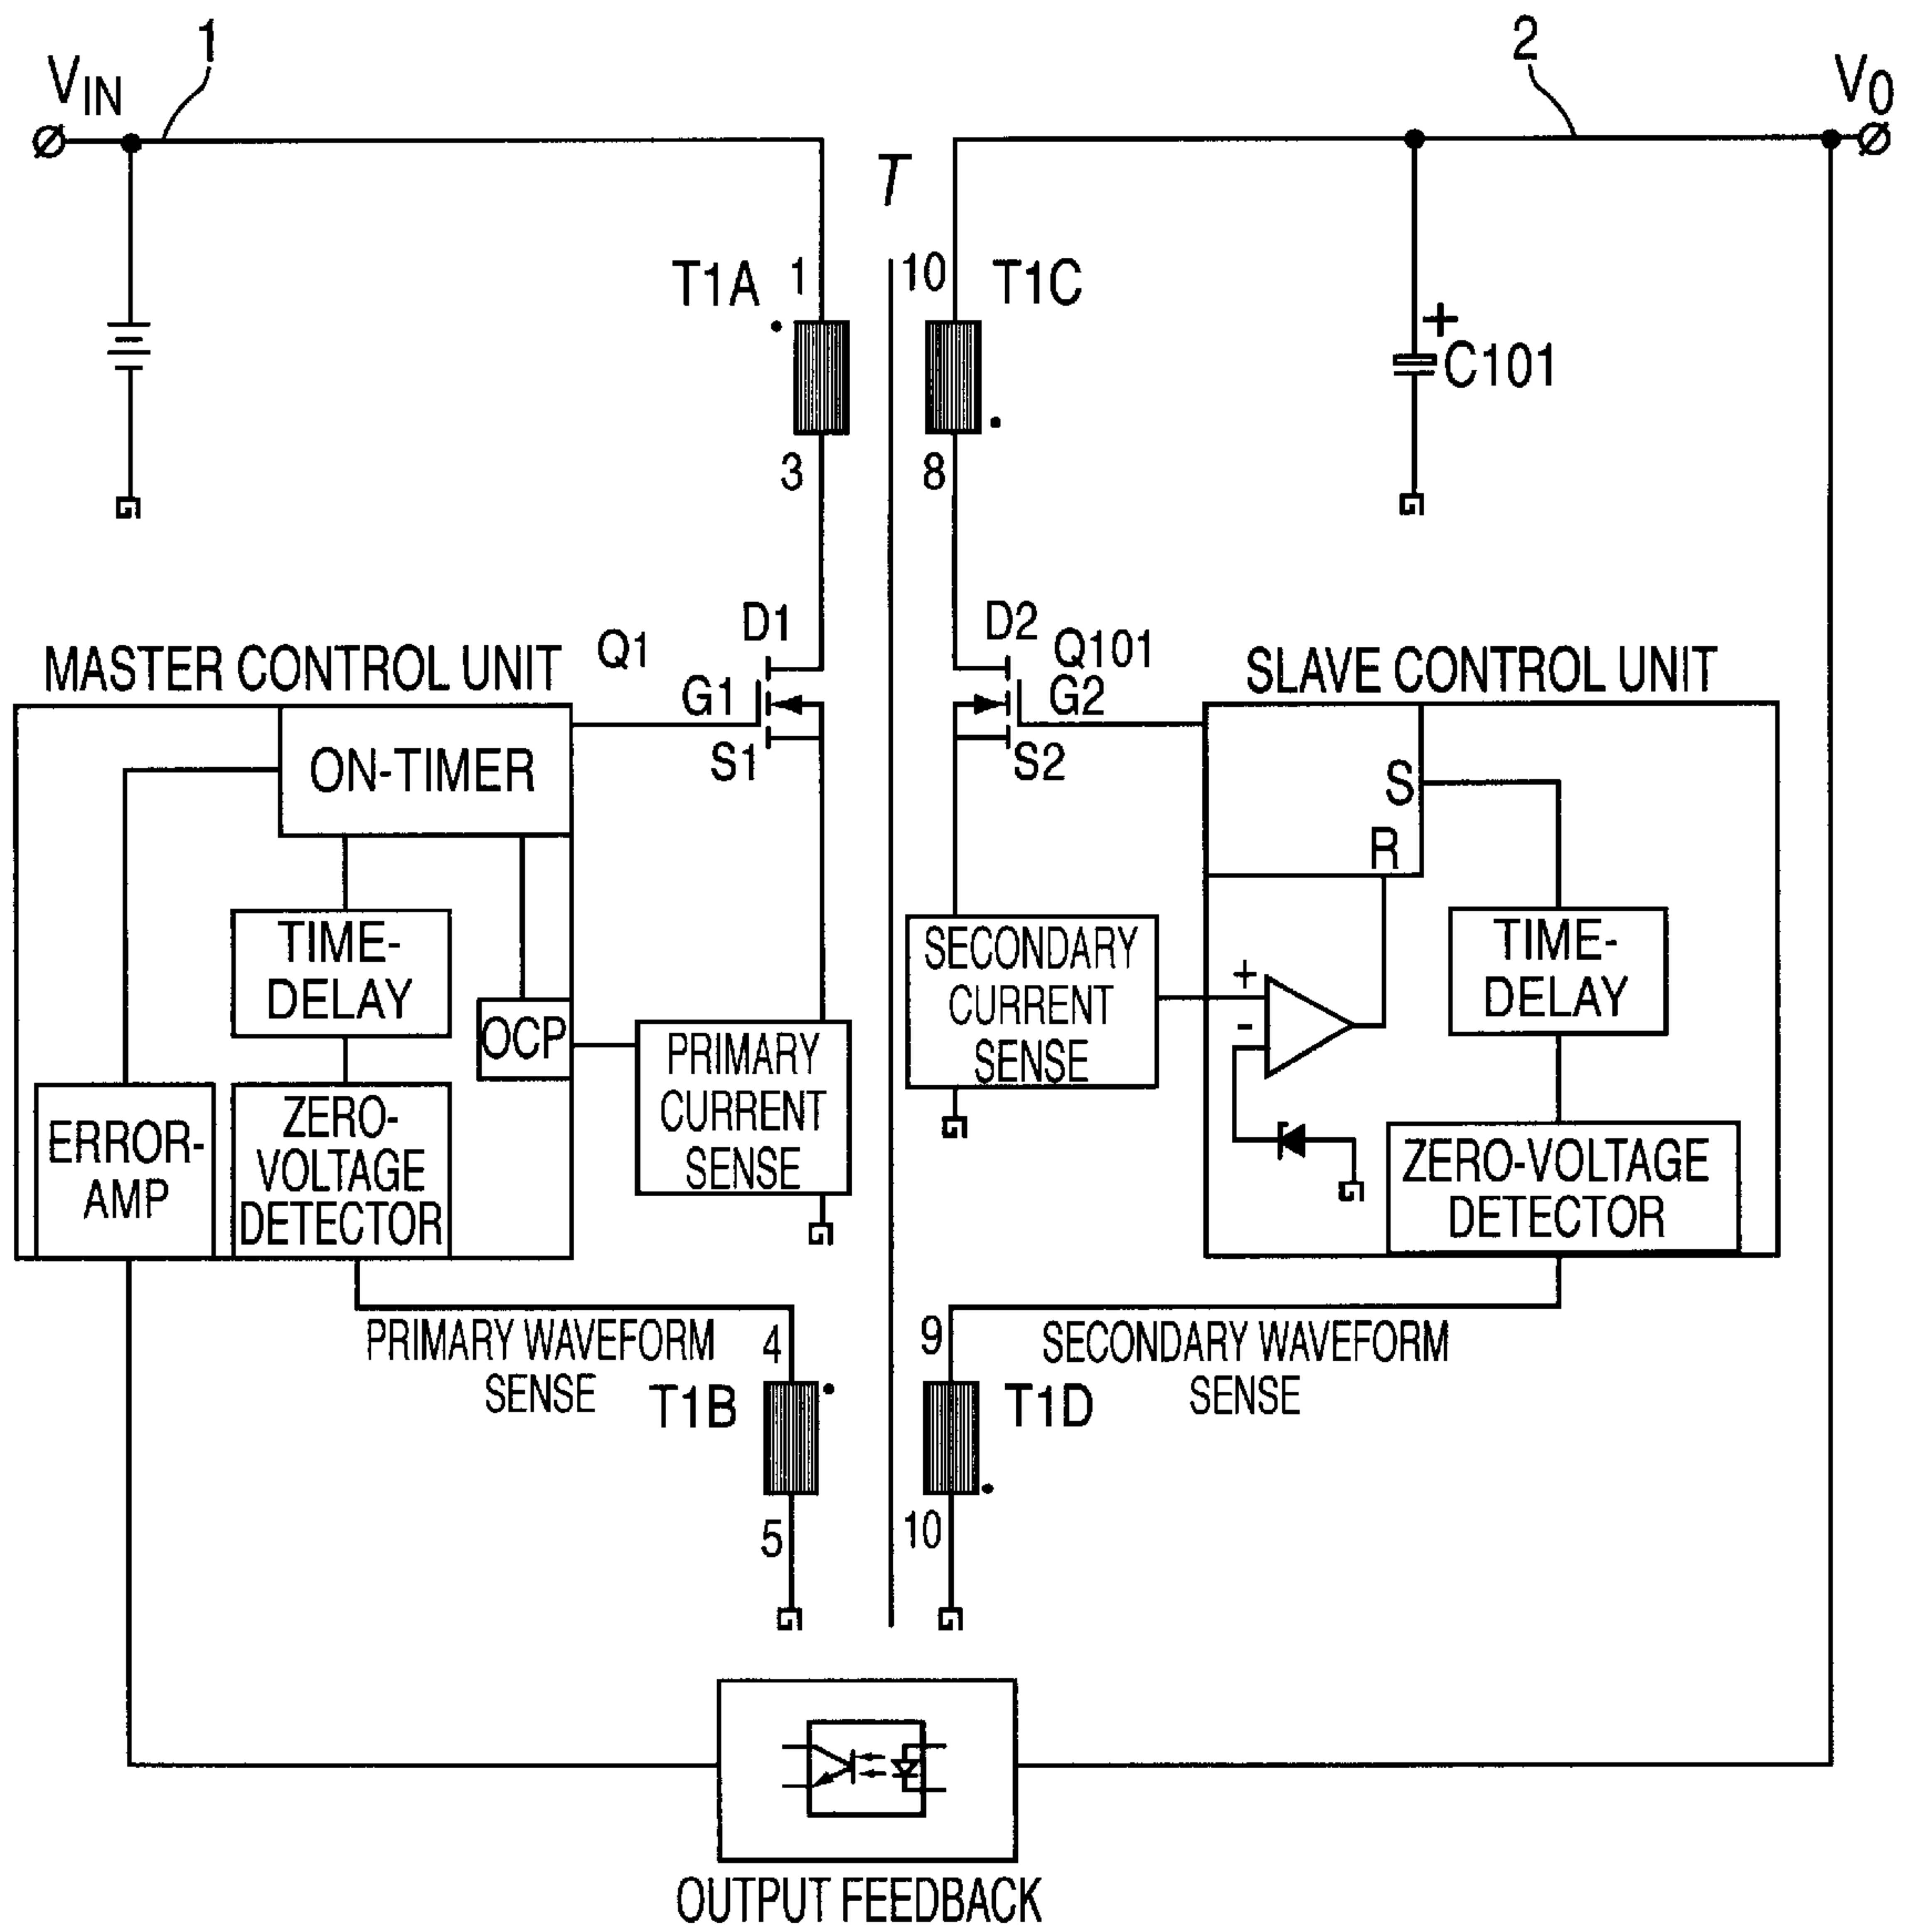 1
2
VIN
V0
T
T1A
1
10
T1C
+
C101
3
8
D1
D2
Q1
Q101
MASTER CONTROL UNIT
G1
G2
SLAVE CONTROL UNIT
S1
S2
ON-TIMER
S
R
TIME-
DELAY
SECONDARY
CURRENT
SENSE
+
-
TIME-
DELAY
OCP
PRIMARY
CURRENT
SENSE
ERROR-
AMP
ZERO-
VOLTAGE
DETECTOR
ZERO-VOLTAGE
DETECTOR
PRIMARY WAVEFORM
SENSE
4
9
SECONDARY WAVEFORM
SENSE
T1B
T1D
5
10
OUTPUT FEEDBACK